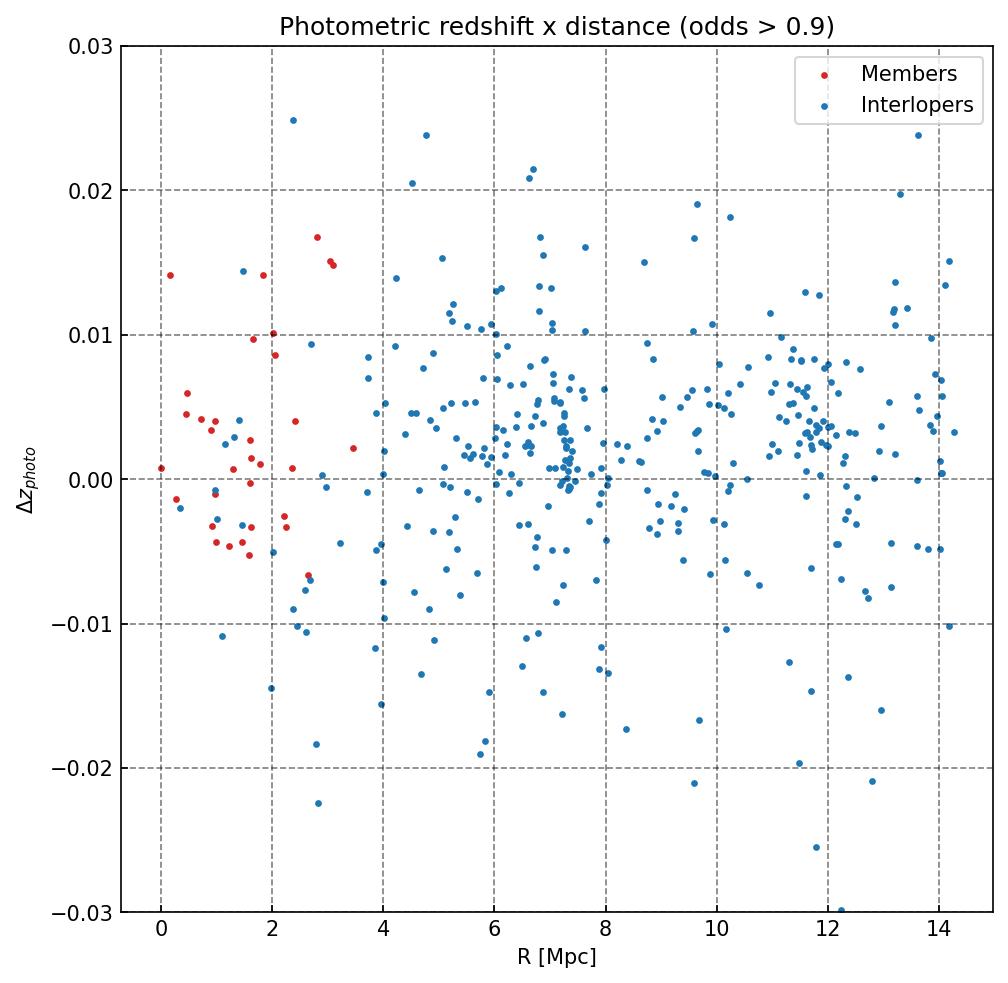 Photometric redshift x distance (odds > 0.9)
Members
Interlopers
0.03
0.02
0.01
0.00
−0.01
−0.02
−0.03
Δz_photo
0 2 4 6 8 10 12 14
R [Mpc]